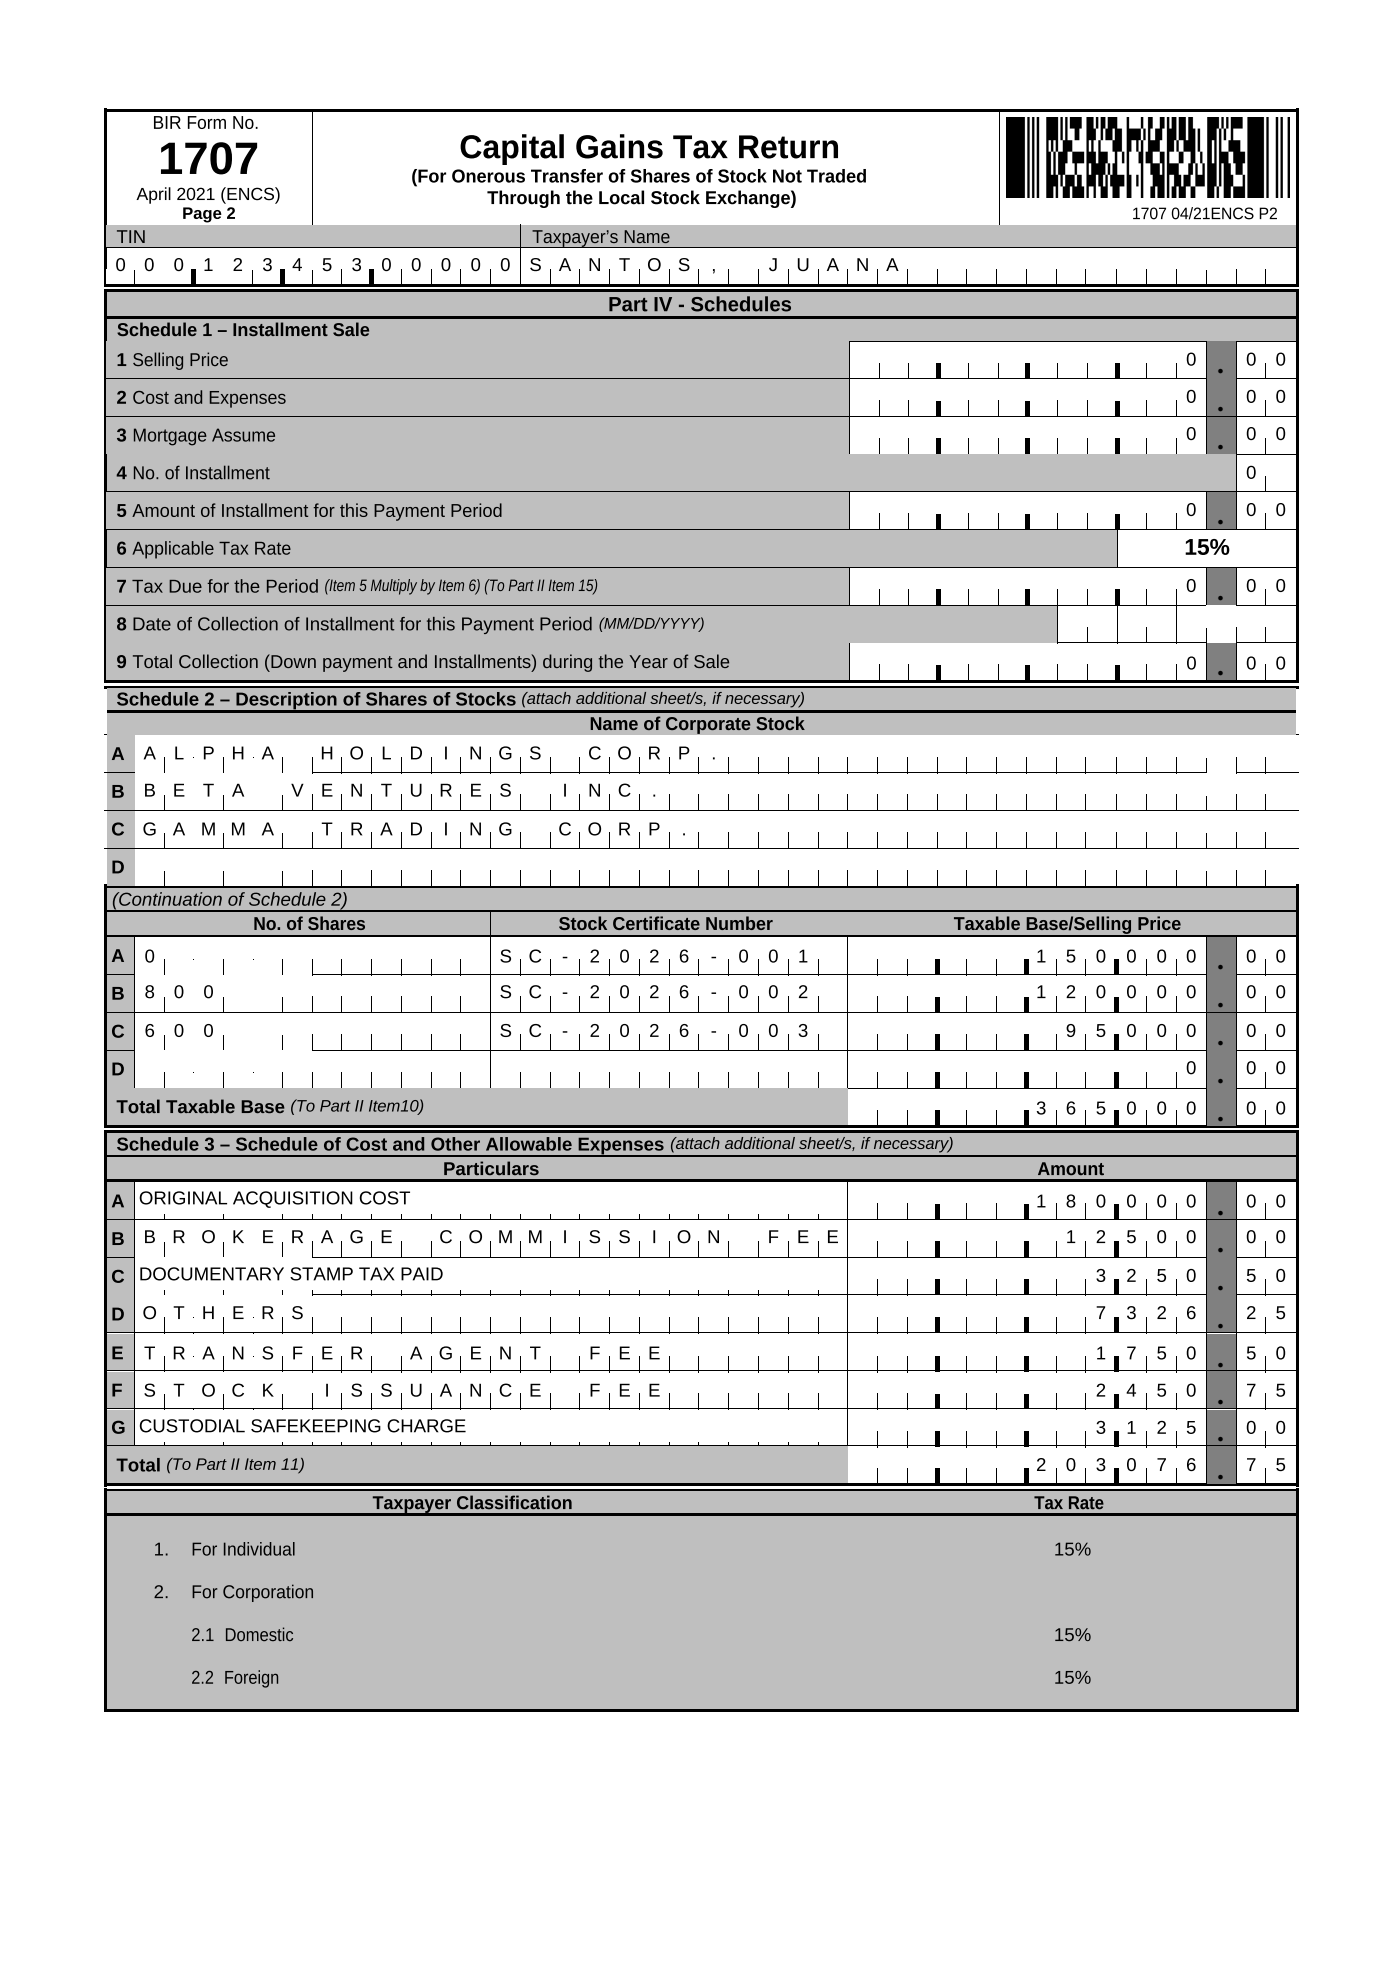 BIR Form No.
1707
April 2021 (ENCS)
Page 2
Capital Gains Tax Return
(For Onerous Transfer of Shares of Stock Not Traded
Through the Local Stock Exchange)
1707 04/21ENCS P2
TIN Taxpayer’s Name
00012345300000 SANTOS, JUANA
Part IV - Schedules
Schedule 1 – Installment Sale
1 Selling Price 0.00
2 Cost and Expenses 0.00
3 Mortgage Assume 0.00
4 No. of Installment 0
5 Amount of Installment for this Payment Period 0.00
6 Applicable Tax Rate 15%
7 Tax Due for the Period (Item 5 Multiply by Item 6) (To Part II Item 15) 0.00
8 Date of Collection of Installment for this Payment Period (MM/DD/YYYY)
9 Total Collection (Down payment and Installments) during the Year of Sale 0.00
Schedule 2 – Description of Shares of Stocks (attach additional sheet/s, if necessary)
Name of Corporate Stock
A ALPHA HOLDINGS CORP.
B BETA VENTURES INC.
C GAMMA TRADING CORP.
D
(Continuation of Schedule 2)
No. of Shares Stock Certificate Number Taxable Base/Selling Price
A 0 SC-2026-001 150000.00
B 800 SC-2026-002 120000.00
C 600 SC-2026-003 95000.00
D 0.00
Total Taxable Base (To Part II Item10) 365000.00
Schedule 3 – Schedule of Cost and Other Allowable Expenses (attach additional sheet/s, if necessary)
Particulars Amount
A ORIGINAL ACQUISITION COST 180000.00
B BROKERAGE COMMISSION FEE 12500.00
C DOCUMENTARY STAMP TAX PAID 3250.50
D OTHERS 7326.25
E TRANSFER AGENT FEE 1750.50
F STOCK ISSUANCE FEE 2450.75
G CUSTODIAL SAFEKEEPING CHARGE 3125.00
Total (To Part II Item 11) 203076.75
Taxpayer Classification Tax Rate
1. For Individual 15%
2. For Corporation
2.1 Domestic 15%
2.2 Foreign 15%